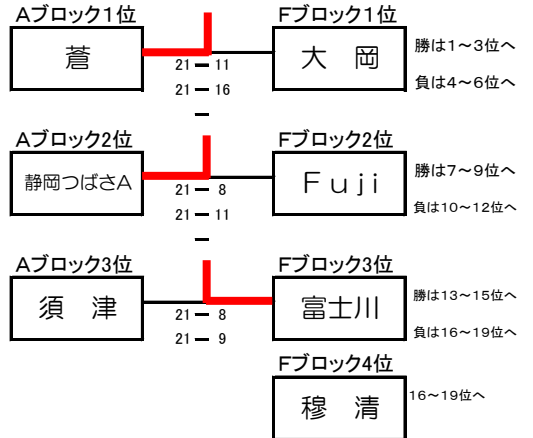 Aブロック1位 Fブロック1位
蒼 大 岡 勝は1~3位へ
21 ー 11
21 ー 16 負は4~6位へ
ー
Aブロック2位 Fブロック2位
静岡つばさA Fuji 勝は7~9位へ
21 ー 8
21 ー 11 負は10~12位へ
ー
Aブロック3位 Fブロック3位
須 津 富士川 勝は13~15位へ
21 ー 8
21 ー 9 負は16~19位へ
Fブロック4位
穆 清 16~19位へ